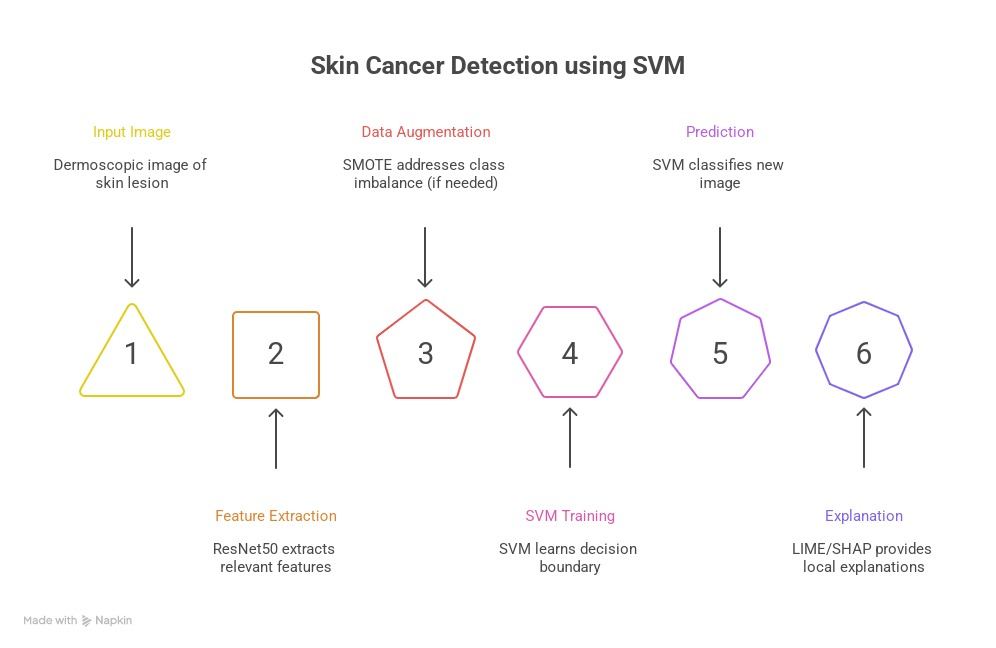 Skin Cancer Detection using SVM
Input Image
Dermoscopic image of
skin lesion
Data Augmentation
SMOTE addresses class
imbalance (if needed)
Prediction
SVM classifies new
image
1
2
3
4
5
6
Feature Extraction
ResNet50 extracts
relevant features
SVM Training
SVM learns decision
boundary
Explanation
LIME/SHAP provides
local explanations
Made with Napkin